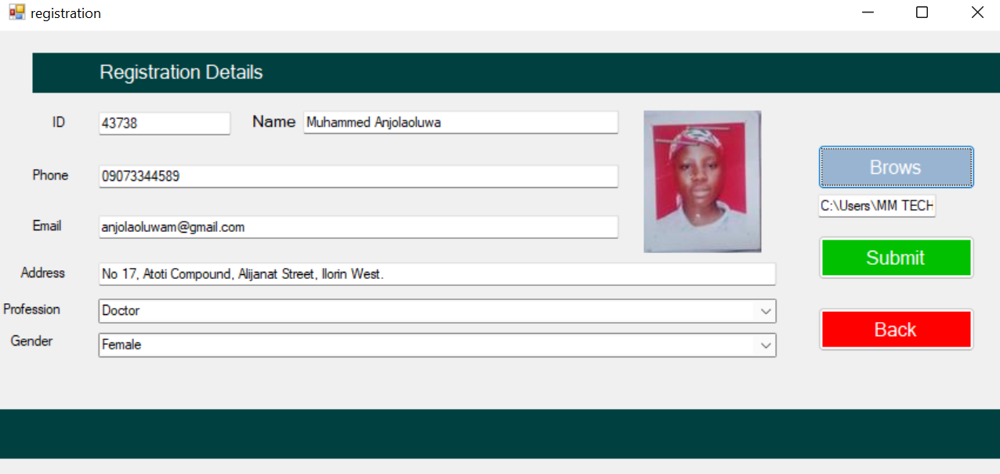 registration
Registration Details
ID 43738 Name Muhammed Anjolaoluwa
Phone 09073344589
Brows
C:\Users\MM TECH
Email anjolaoluwam@gmail.com
Submit
Address No 17, Atoti Compound, Alijanat Street, Ilorin West.
Profession Doctor
Back
Gender Female